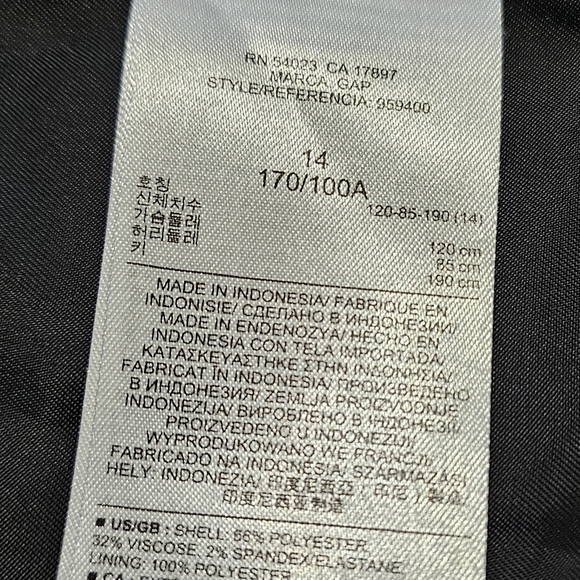 RN 54023 CA 17897
MARCA GAP
STYLE/REFERENCIA: 959400
14
170/100A
호칭
신체치수 120-85-190 (14)
가슴둘레 120 cm
허리둘레 85 cm
키 190 cm
MADE IN INDONESIA/ FABRIQUE EN
INDONISIE/ СДЕЛАНО В ИНДОНЕЗИИ/
MADE IN ENDENOZYA/ HECHO EN
INDONESIA CON TELA IMPORTADA,
ΚΑΤΑΣΚΕΥΑΣΤΗΚΕ ΣΤΗΝ ΙΝΔΟΝΗΣΙΑ/
FABRICAT ÎN INDONESIA/ ПРОИЗВЕДЕНО
В ИНДОНЕЗИЯ/ ZEMLJA PROIZVODNJE
INDONEZIJA/ ВИРОБЛЕНО В ІНДОНЕЗІЇ/
PROIZVEDENO U INDONEZIJI/
WYPRODUKOWANO WE FRANCJI,
FABRICADO NA INDONESIA/ SZÁRMAZÁSI
HELY: INDONÉZIA/ 印度尼西亞 ( 印尼 ) 製造/
印度尼西亚制造
■ US/GB : SHELL: 66% POLYESTER
32% VISCOSE, 2% SPANDEX/ELASTANE.
LINING: 100% POLYESTER
■ CA :